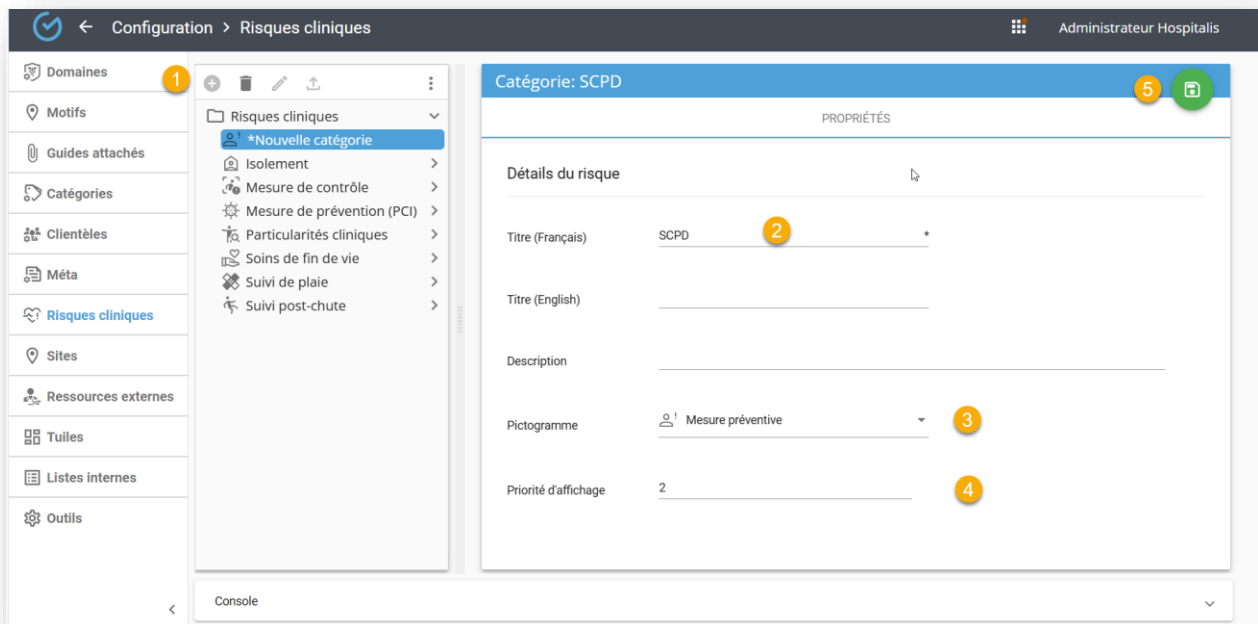 Configuration > Risques cliniques
Administrateur Hospitalis
Domaines
Motifs
Guides attachés
Catégories
Clientèles
Méta
Risques cliniques
Sites
Ressources externes
Tuiles
Listes internes
Outils
1
Risques cliniques
*Nouvelle catégorie
Isolement
Mesure de contrôle
Mesure de prévention (PCI)
Particularités cliniques
Soins de fin de vie
Suivi de plaie
Suivi post-chute
Catégorie: SCPD
5
PROPRIÉTÉS
Détails du risque
Titre (Français) SCPD * 2
Titre (English)
Description
Pictogramme Mesure préventive 3
Priorité d'affichage 2 4
Console